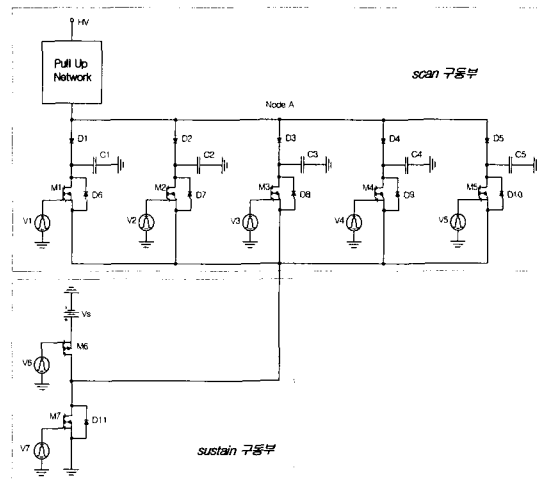 HV
Pull Up
Network
scan 구동부
Node A
D1
D2
D3
D4
D5
C1
C2
C3
C4
C5
M1
D6
M2
D7
M3
D8
M4
D9
M5
D10
V1
V2
V3
V4
V5
Vs
V6
M6
M7
D11
V7
sustain 구동부